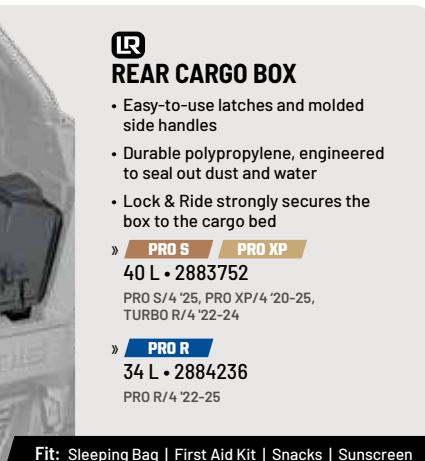 LR
REAR CARGO BOX
• Easy-to-use latches and molded
side handles
• Durable polypropylene, engineered
to seal out dust and water
• Lock & Ride strongly secures the
box to the cargo bed
» PRO S PRO XP
40 L • 2883752
PRO S/4 '25, PRO XP/4 '20-25,
TURBO R/4 '22-24
» PRO R
34 L • 2884236
PRO R/4 '22-25
Fit: Sleeping Bag | First Aid Kit | Snacks | Sunscreen